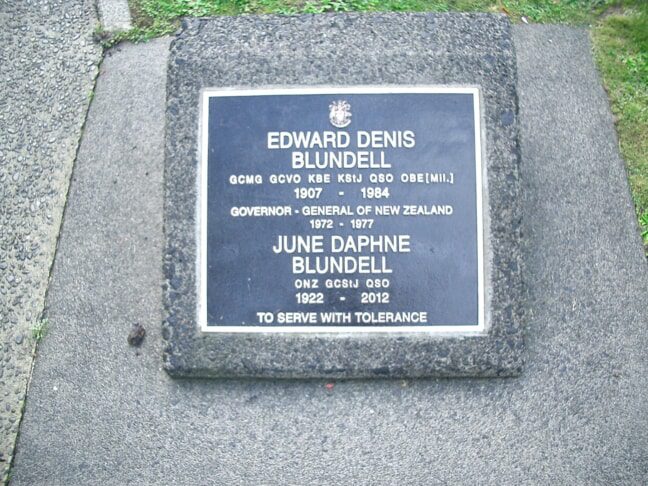 EDWARD DENIS
BLUNDELL
GCMG GCVO KBE KStJ QSO OBE[Mil.]
1907 - 1984
GOVERNOR - GENERAL OF NEW ZEALAND
1972 - 1977
JUNE DAPHNE
BLUNDELL
ONZ GCStJ QSO
1922 - 2012
TO SERVE WITH TOLERANCE